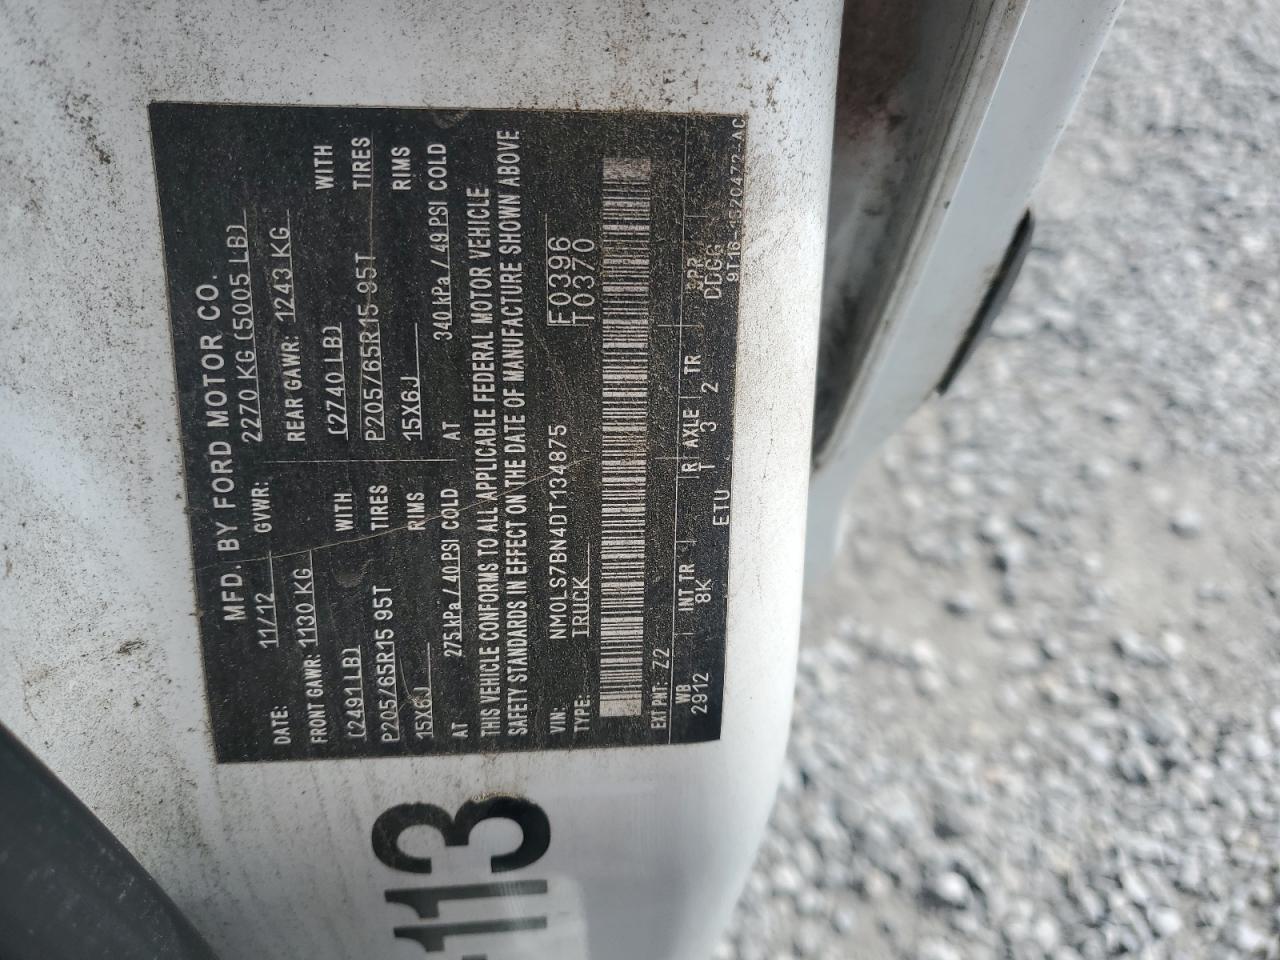 MFD. BY FORD MOTOR CO.
DATE: 11/12 GVWR: 2270 KG (5005 LB)
FRONT GAWR: 1130 KG REAR GAWR: 1243 KG
(2491 LB) WITH (2740 LB) WITH
P205/65R15 95T TIRES P205/65R15 95T TIRES
15X6J RIMS 15X6J RIMS
AT 275 kPa / 40 PSI COLD AT 340 kPa / 49 PSI COLD
THIS VEHICLE CONFORMS TO ALL APPLICABLE FEDERAL MOTOR VEHICLE
SAFETY STANDARDS IN EFFECT ON THE DATE OF MANUFACTURE SHOWN ABOVE
VIN: NM0LS7BN4DT134875 F0396
TYPE: TRUCK T0370
EXT PNT: Z2
WB INT TR R AXLE TR SPR
2912 8K T 3 2 DDGG
ETU
113